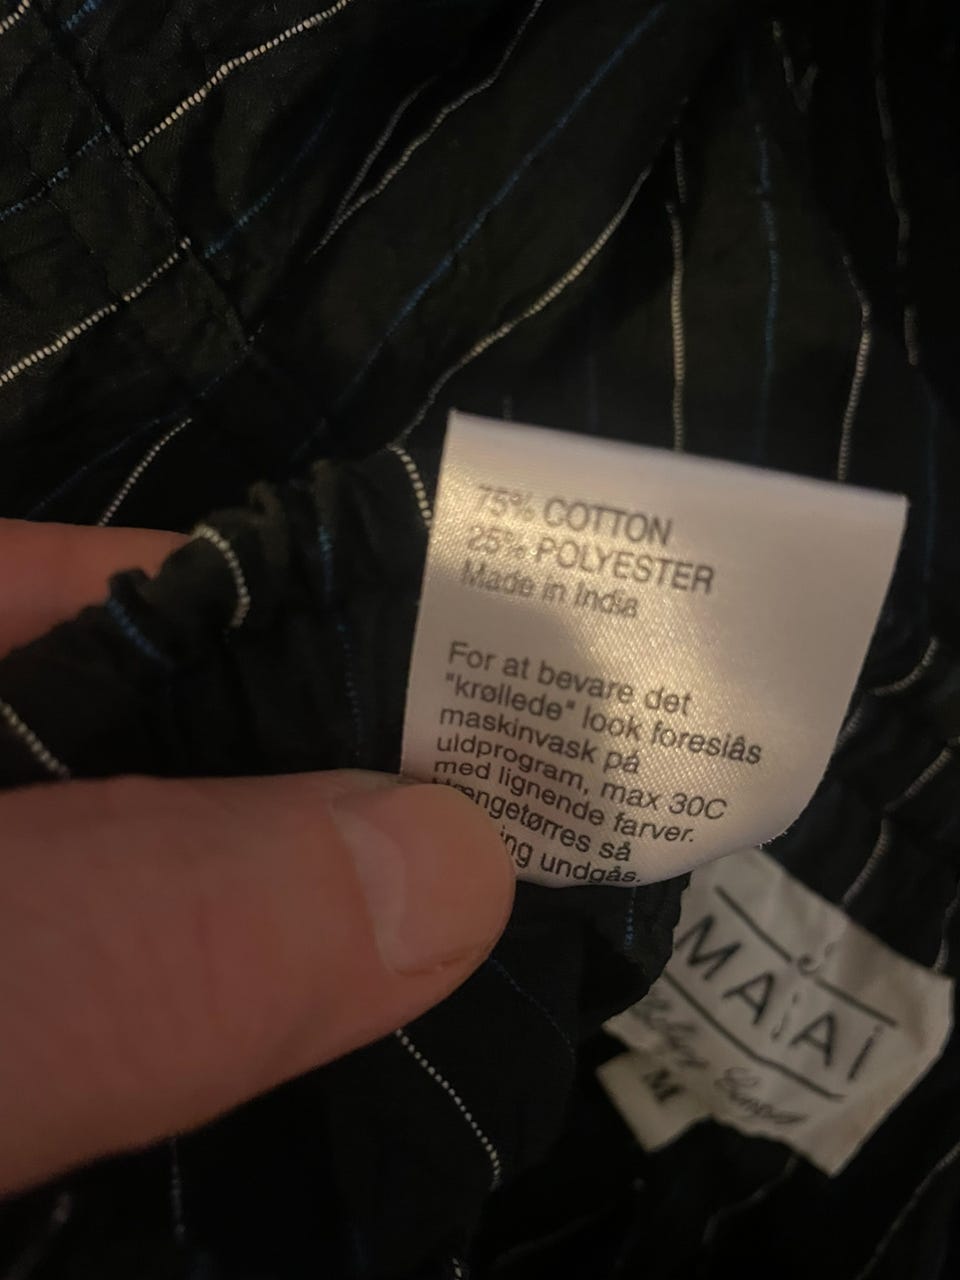 75% COTTON
25% POLYESTER
Made in India
For at bevare det
"krøllede" look foreslås
maskinvask på
uldprogram, max 30C
med lignende farver.
Hængetørres så
undgås.
MAiAi
M